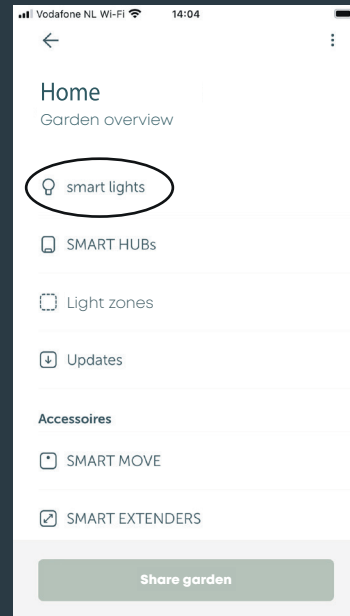 Vodafone NL Wi-Fi 14:04
Home
Garden overview
smart lights
SMART HUBs
Light zones
Updates
Accessoires
SMART MOVE
SMART EXTENDERS
Share garden